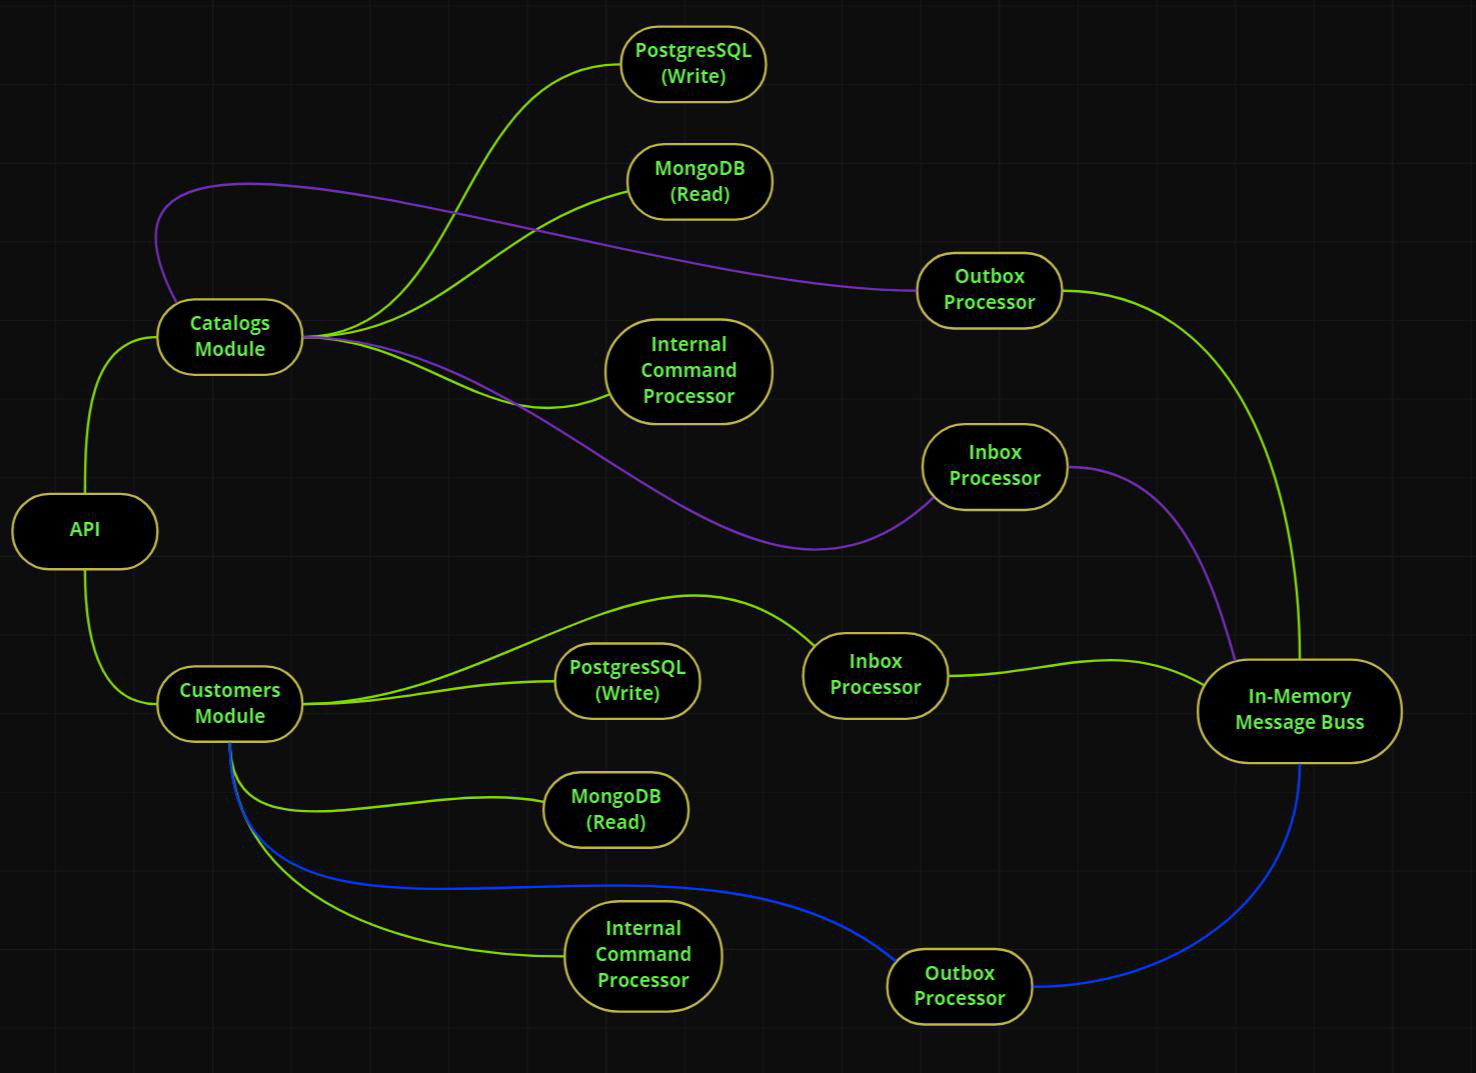 PostgresSQL
(Write)
MongoDB
(Read)
Outbox
Processor
Catalogs
Module
Internal
Command
Processor
Inbox
Processor
API
Inbox
Processor
PostgresSQL
(Write)
Customers
Module
In-Memory
Message Buss
MongoDB
(Read)
Internal
Command
Processor
Outbox
Processor